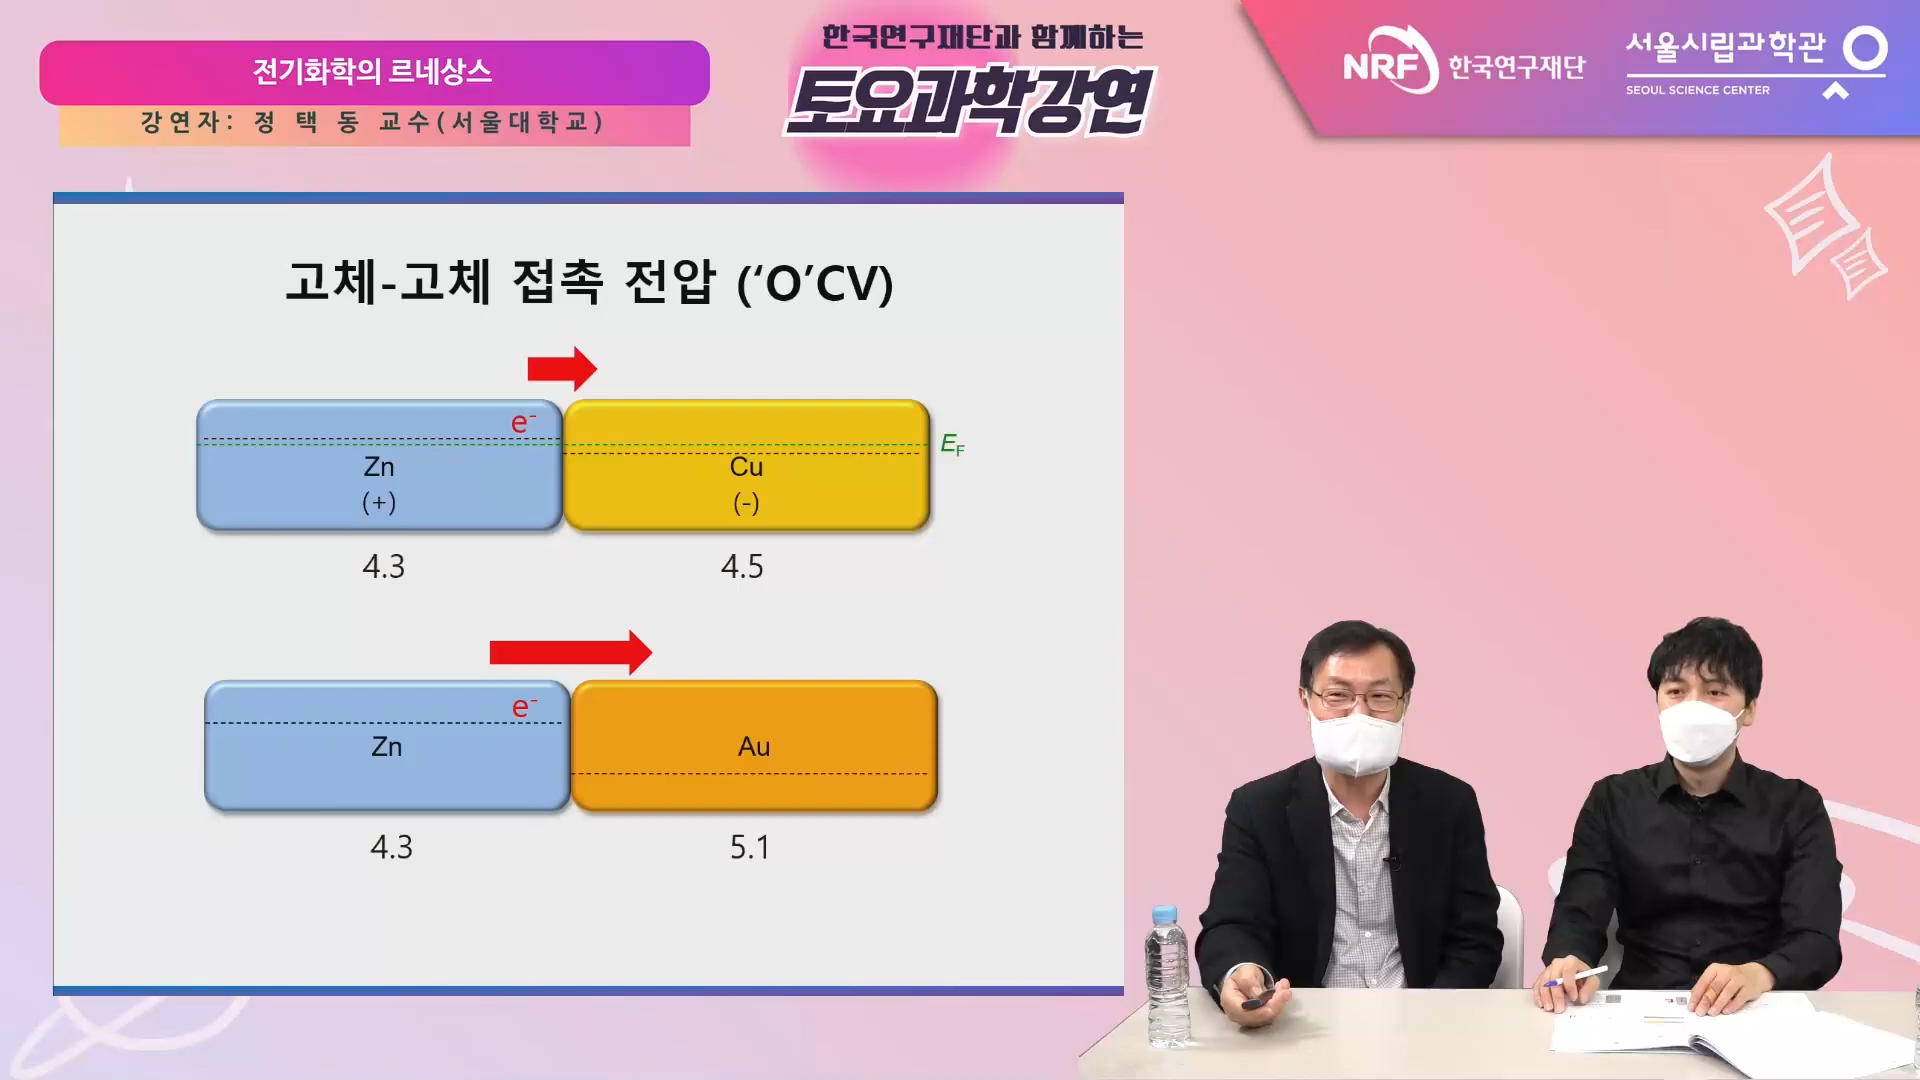 전기화학의 르네상스
강연자: 정 택 동 교수(서울대학교)
한국연구재단과 함께하는
토요과학강연
NRF 한국연구재단
서울시립과학관
SEOUL SCIENCE CENTER
고체-고체 접촉 전압 (‘O’CV)
e-
Zn
(+)
Cu
(-)
EF
4.3
4.5
e-
Zn
Au
4.3
5.1